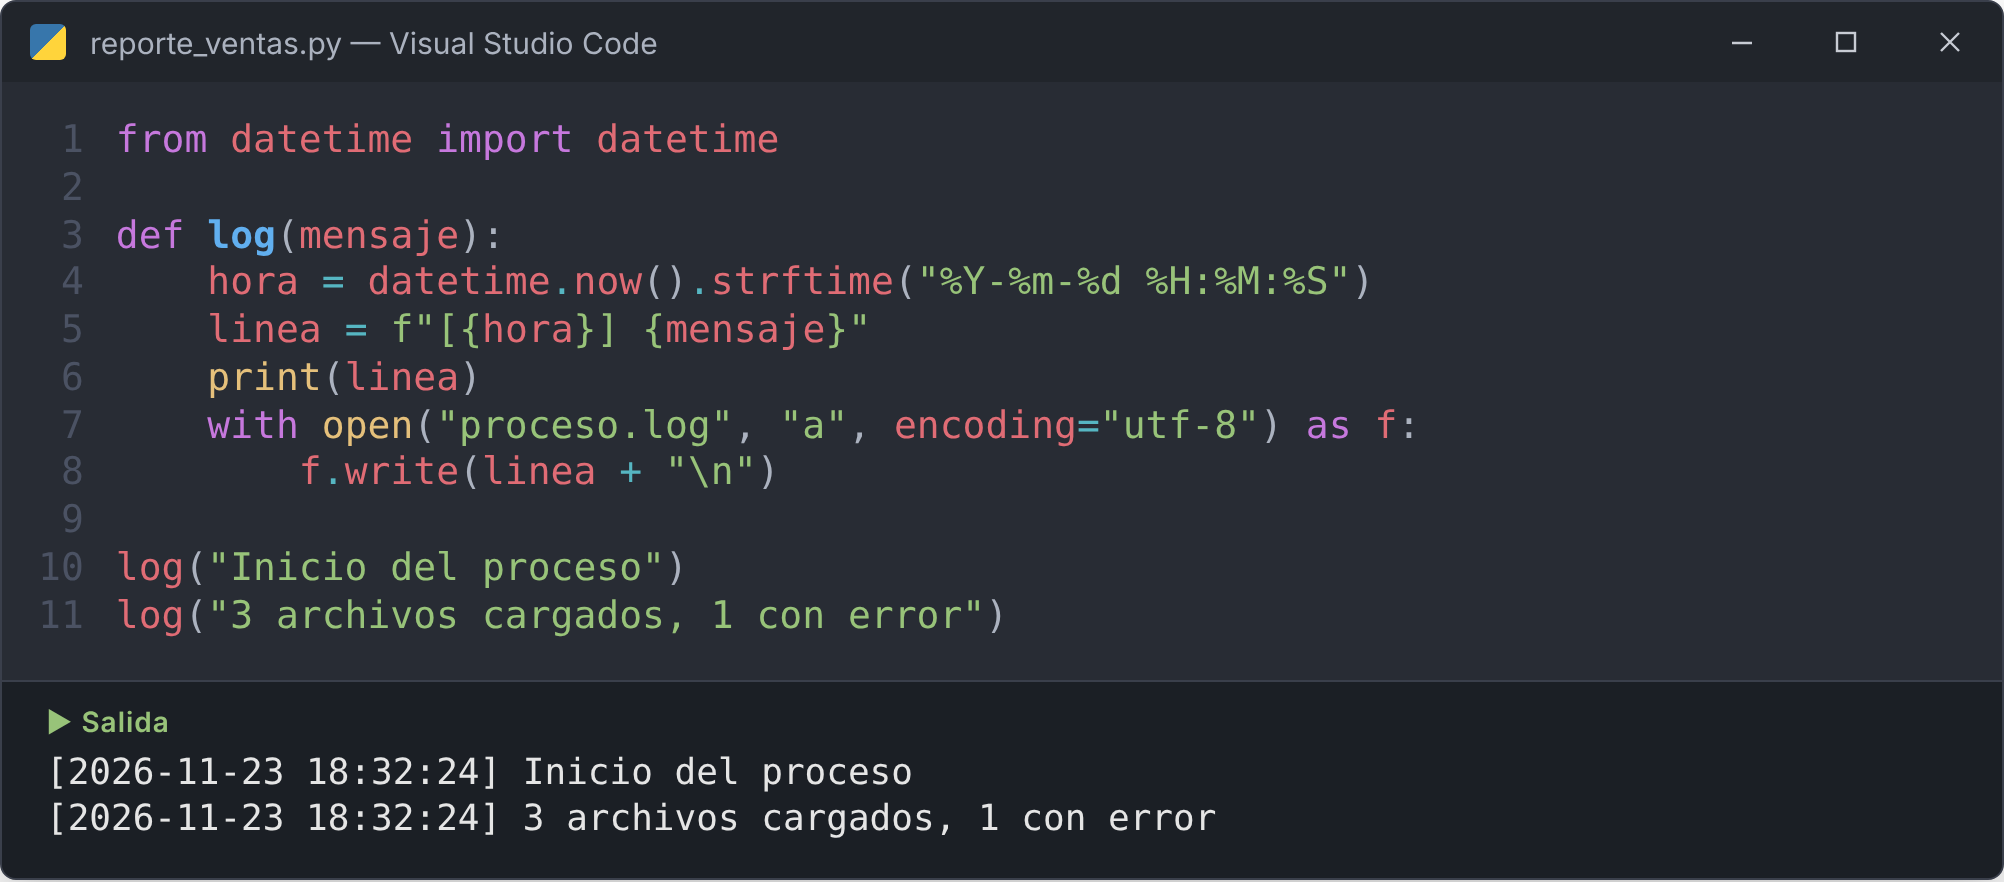 reporte_ventas.py — Visual Studio Code
1 from datetime import datetime
2
3 def log(mensaje):
4     hora = datetime.now().strftime("%Y-%m-%d %H:%M:%S")
5     linea = f"[{hora}] {mensaje}"
6     print(linea)
7     with open("proceso.log", "a", encoding="utf-8") as f:
8         f.write(linea + "\n")
9
10 log("Inicio del proceso")
11 log("3 archivos cargados, 1 con error")
▶ Salida
[2026-11-23 18:32:24] Inicio del proceso
[2026-11-23 18:32:24] 3 archivos cargados, 1 con error